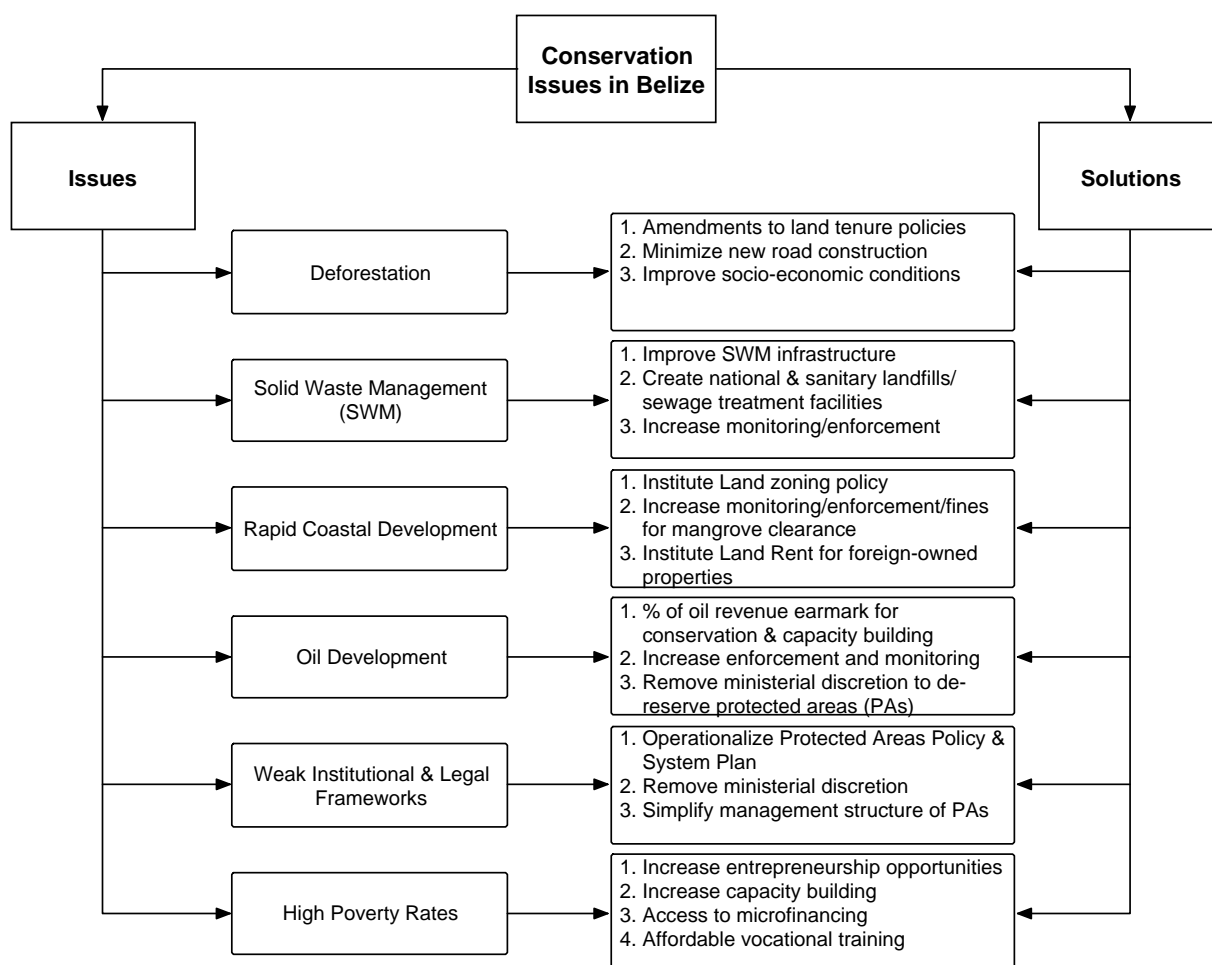 Conservation
Issues in Belize
Issues
Solutions
Deforestation
1. Amendments to land tenure policies
2. Minimize new road construction
3. Improve socio-economic conditions
Solid Waste Management
(SWM)
1. Improve SWM infrastructure
2. Create national & sanitary landfills/
sewage treatment facilities
3. Increase monitoring/enforcement
Rapid Coastal Development
1. Institute Land zoning policy
2. Increase monitoring/enforcement/fines
for mangrove clearance
3. Institute Land Rent for foreign-owned
properties
Oil Development
1. % of oil revenue earmark for
conservation & capacity building
2. Increase enforcement and monitoring
3. Remove ministerial discretion to de-
reserve protected areas (PAs)
Weak Institutional & Legal
Frameworks
1. Operationalize Protected Areas Policy &
System Plan
2. Remove ministerial discretion
3. Simplify management structure of PAs
High Poverty Rates
1. Increase entrepreneurship opportunities
2. Increase capacity building
3. Access to microfinancing
4. Affordable vocational training